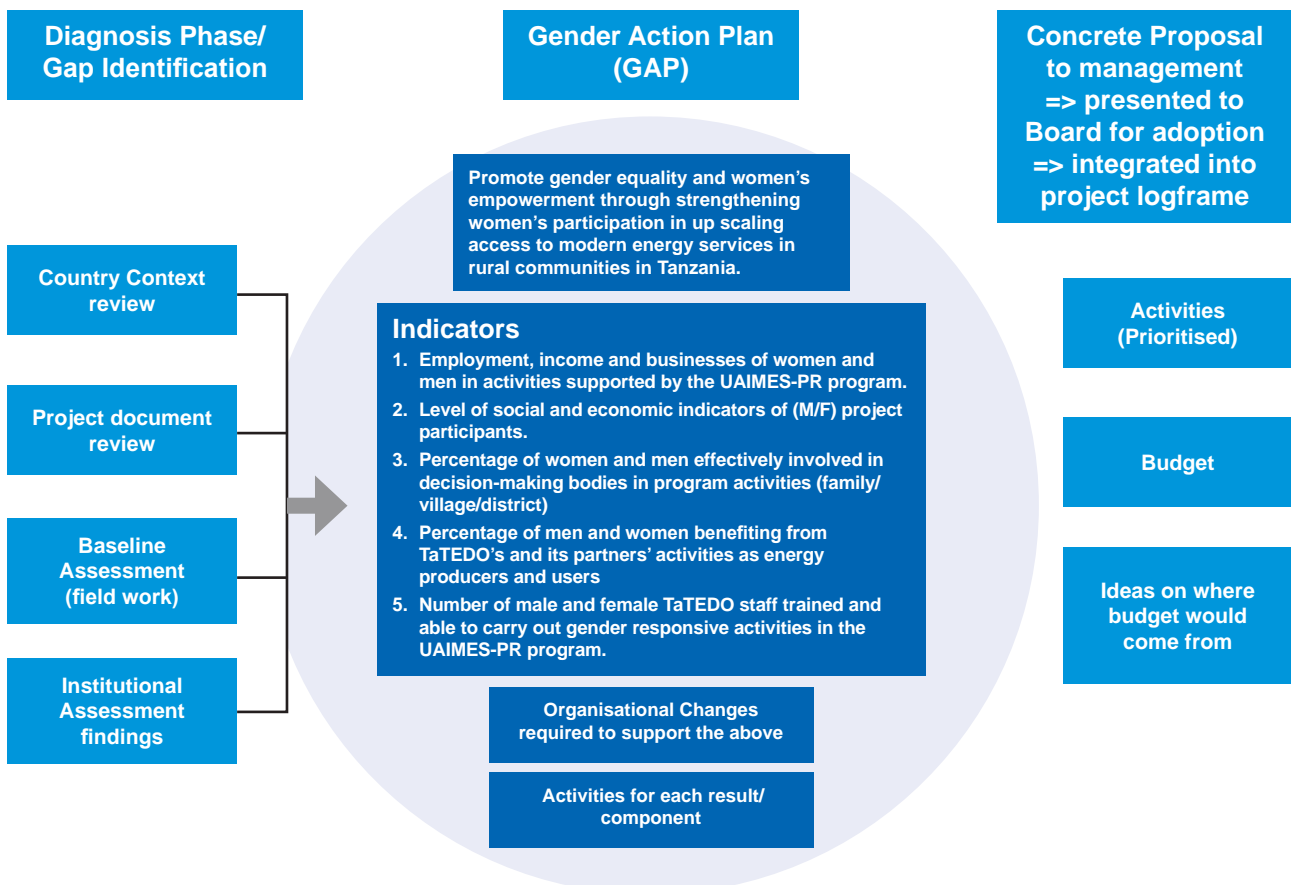 Diagnosis Phase/
Gap Identification
Country Context
review
Project document
review
Baseline
Assessment
(field work)
Institutional
Assessment
findings
Gender Action Plan
(GAP)
Promote gender equality and women’s
empowerment through strengthening
women’s participation in up scaling
access to modern energy services in
rural communities in Tanzania.
Indicators
1. Employment, income and businesses of women and
men in activities supported by the UAIMES-PR program.
2. Level of social and economic indicators of (M/F) project
participants.
3. Percentage of women and men effectively involved in
decision-making bodies in program activities (family/
village/district)
4. Percentage of men and women benefiting from
TaTEDO’s and its partners’ activities as energy
producers and users
5. Number of male and female TaTEDO staff trained and
able to carry out gender responsive activities in the
UAIMES-PR program.
Organisational Changes
required to support the above
Activities for each result/
component
Concrete Proposal
to management
=> presented to
Board for adoption
=> integrated into
project logframe
Activities
(Prioritised)
Budget
Ideas on where
budget would
come from